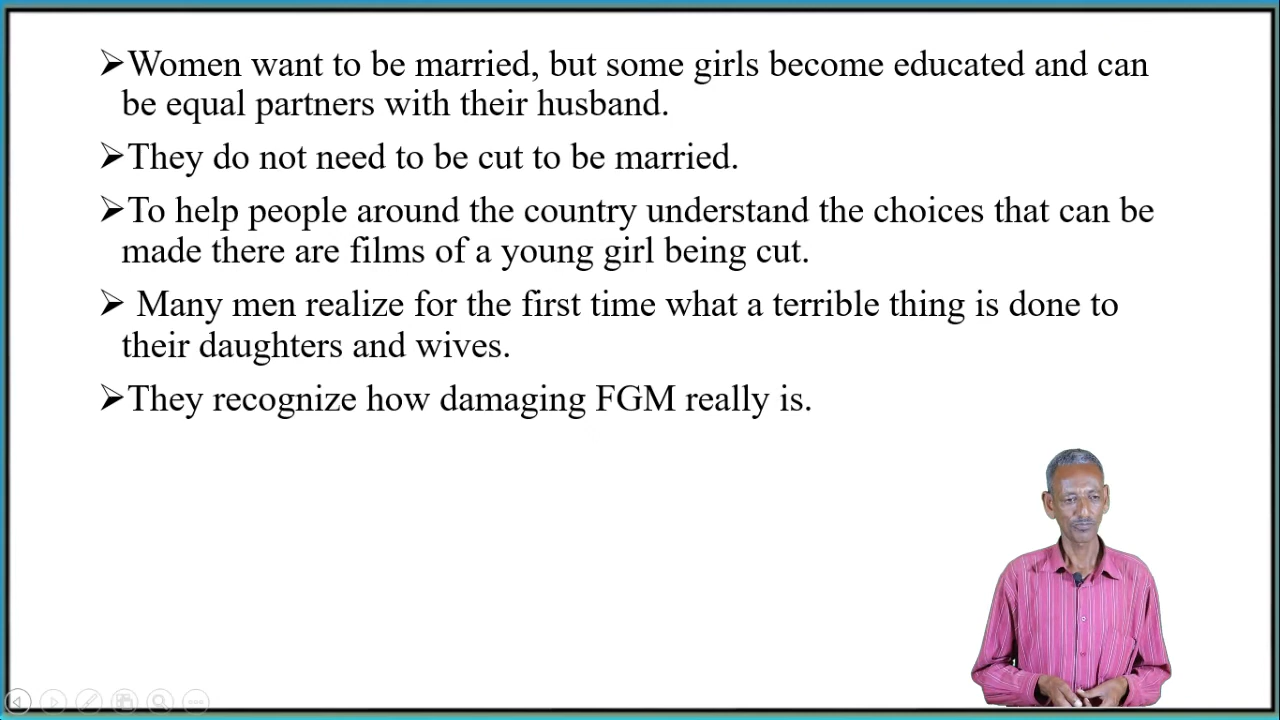 ➢Women want to be married, but some girls become educated and can
be equal partners with their husband.
➢They do not need to be cut to be married.
➢To help people around the country understand the choices that can be
made there are films of a young girl being cut.
➢ Many men realize for the first time what a terrible thing is done to
their daughters and wives.
➢They recognize how damaging FGM really is.